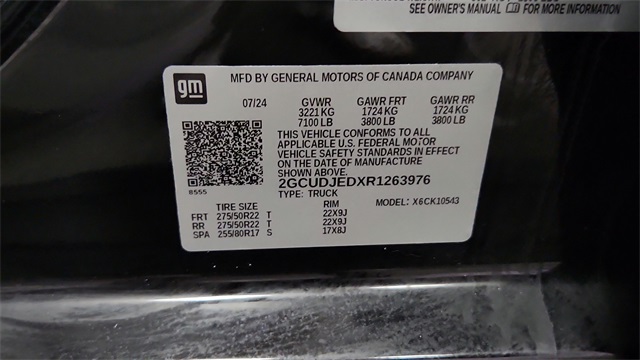 SEE OWNER'S MANUAL FOR MORE INFORMATION
gm
MFD BY GENERAL MOTORS OF CANADA COMPANY
07/24 GVWR GAWR FRT GAWR RR
3221 KG 1724 KG 1724 KG
7100 LB 3800 LB 3800 LB
THIS VEHICLE CONFORMS TO ALL
APPLICABLE U.S. FEDERAL MOTOR
VEHICLE SAFETY STANDARDS IN EFFECT
ON THE DATE OF MANUFACTURE
SHOWN ABOVE.
8555 2GCUDJEDXR1263976
TYPE: TRUCK MODEL: X6CK10543
TIRE SIZE RIM
FRT 275/50R22 T 22X9J
RR 275/50R22 T 22X9J
SPA 255/80R17 S 17X8J